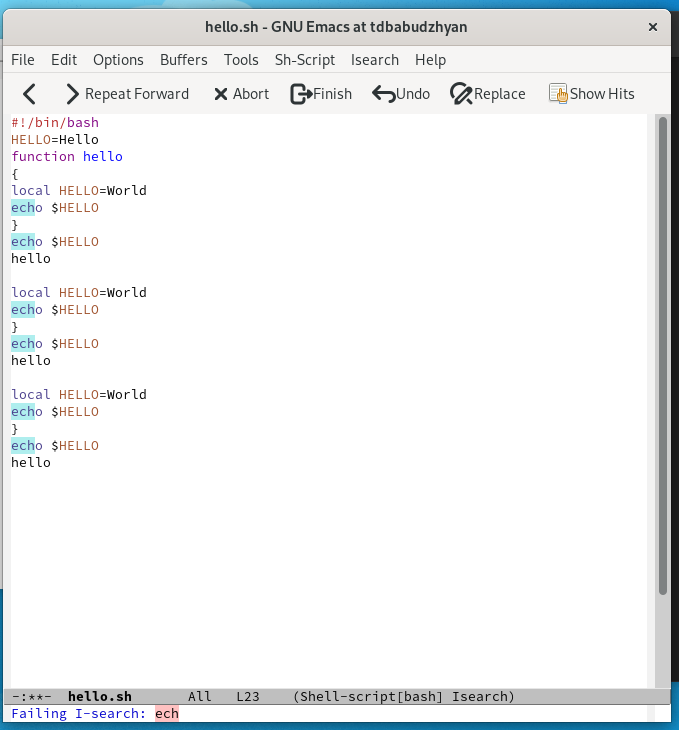 hello.sh - GNU Emacs at tdbabudzhyan ×
File Edit Options Buffers Tools Sh-Script Isearch Help
Repeat Forward Abort Finish Undo Replace Show Hits
#!/bin/bash
HELLO=Hello
function hello
{
local HELLO=World
echo $HELLO
}
echo $HELLO
hello
local HELLO=World
echo $HELLO
}
echo $HELLO
hello
local HELLO=World
echo $HELLO
}
echo $HELLO
hello
-:**- hello.sh All L23 (Shell-script[bash] Isearch)
Failing I-search: ech